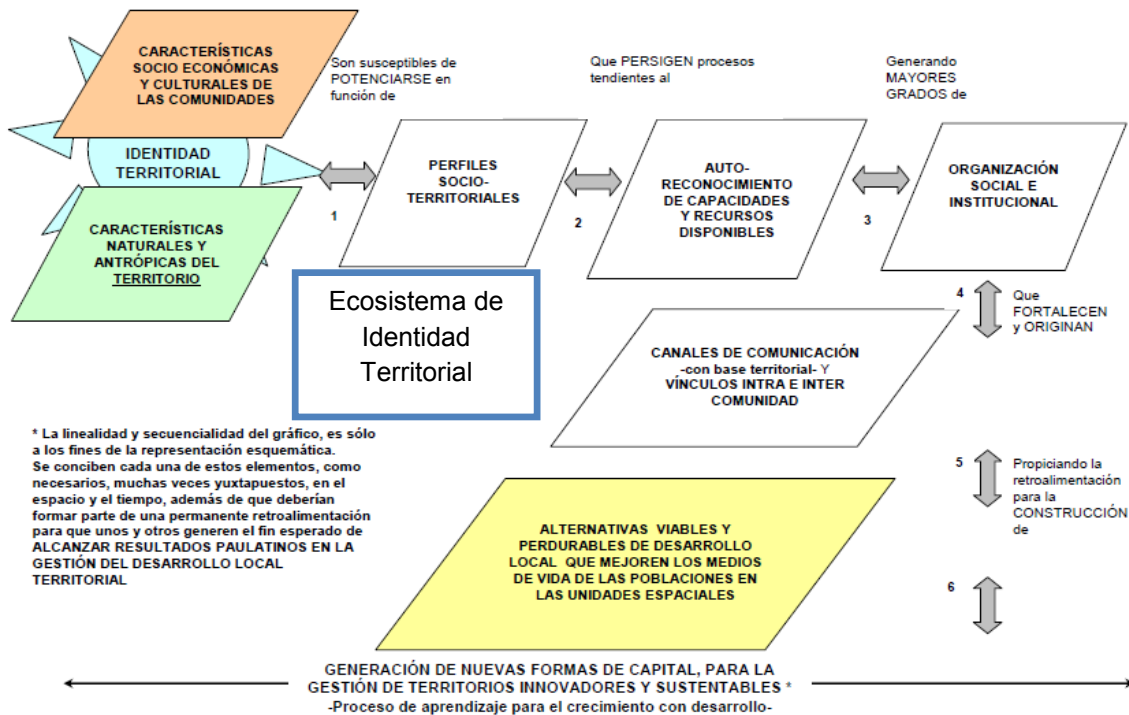 CARACTERÍSTICAS
SOCIO ECONÓMICAS
Y CULTURALES DE
LAS COMUNIDADES
IDENTIDAD
TERRITORIAL
CARACTERÍSTICAS
NATURALES Y
ANTRÓPICAS DEL
TERRITORIO
Son susceptibles de
POTENCIARSE en
función de
1
PERFILES
SOCIO-
TERRITORIALES
Que PERSIGEN procesos
tendientes al
2
AUTO-
RECONOCIMIENTO
DE CAPACIDADES
Y RECURSOS
DISPONIBLES
Generando
MAYORES
GRADOS de
3
ORGANIZACIÓN
SOCIAL E
INSTITUCIONAL
4
Que
FORTALECEN
y ORIGINAN
Ecosistema de
Identidad
Territorial
CANALES DE COMUNICACIÓN
-con base territorial- Y
VÍNCULOS INTRA E INTER
COMUNIDAD
5
Propiciando la
retroalimentación
para la
CONSTRUCCIÓN
de
* La linealidad y secuencialidad del gráfico, es sólo
a los fines de la representación esquemática.
Se conciben cada una de estos elementos, como
necesarios, muchas veces yuxtapuestos, en el
espacio y el tiempo, además de que deberían
formar parte de una permanente retroalimentación
para que unos y otros generen el fin esperado de
ALCANZAR RESULTADOS PAULATINOS EN LA
GESTIÓN DEL DESARROLLO LOCAL
TERRITORIAL
ALTERNATIVAS VIABLES Y
PERDURABLES DE DESARROLLO
LOCAL QUE MEJOREN LOS MEDIOS
DE VIDA DE LAS POBLACIONES EN
LAS UNIDADES ESPACIALES
6
GENERACIÓN DE NUEVAS FORMAS DE CAPITAL, PARA LA
GESTIÓN DE TERRITORIOS INNOVADORES Y SUSTENTABLES *
-Proceso de aprendizaje para el crecimiento con desarrollo-